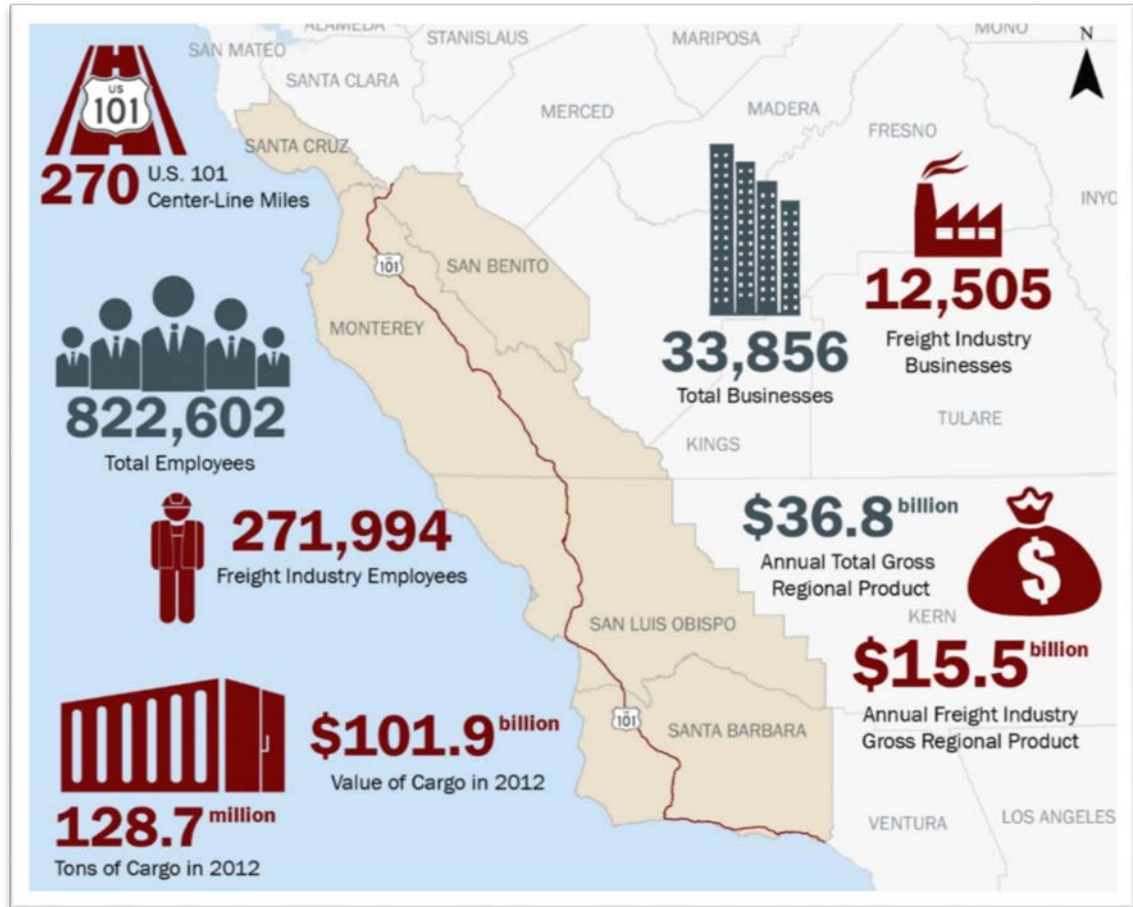 ALAMEDA
STANISLAUS
MARIPOSA
MONO
N
SAN MATEO
SANTA CLARA
MERCED
MADERA
FRESNO
INYO
US
101
270
U.S. 101
Center-Line Miles
SANTA CRUZ
101
SAN BENITO
MONTEREY
822,602
Total Employees
271,994
Freight Industry Employees
33,856
Total Businesses
12,505
Freight Industry
Businesses
KINGS
TULARE
$36.8 billion
Annual Total Gross
Regional Product
$
KERN
$15.5 billion
Annual Freight Industry
Gross Regional Product
SAN LUIS OBISPO
101
SANTA BARBARA
$101.9 billion
Value of Cargo in 2012
128.7 million
Tons of Cargo in 2012
VENTURA
LOS ANGELES